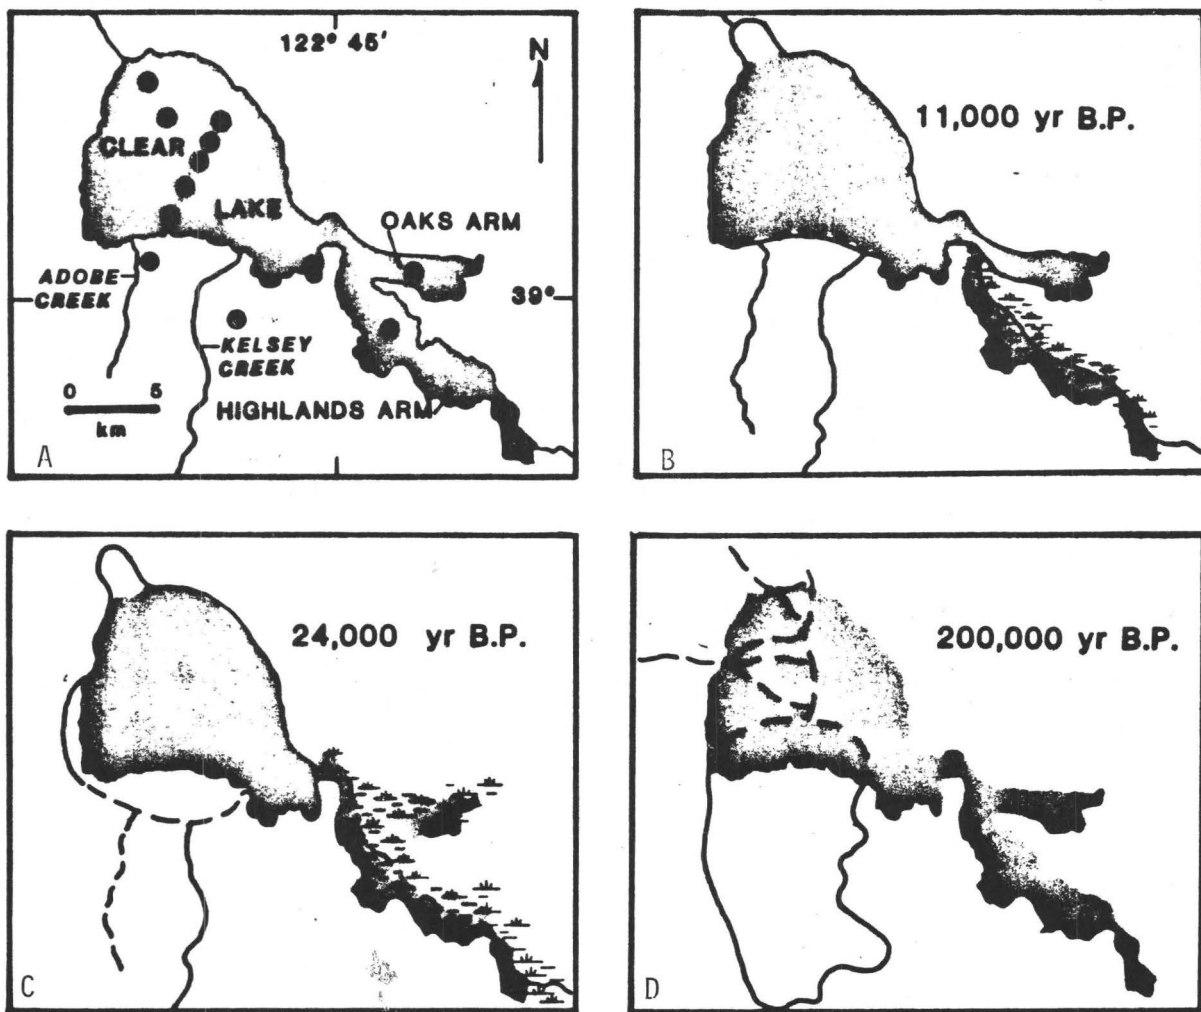 122° 45'
N
CLEAR
LAKE
OAKS ARM
ADOBE
CREEK
39°
KELSEY
CREEK
0 5
km
HIGHLANDS ARM
A
11,000 yr B.P.
B
24,000 yr B.P.
C
200,000 yr B.P.
D